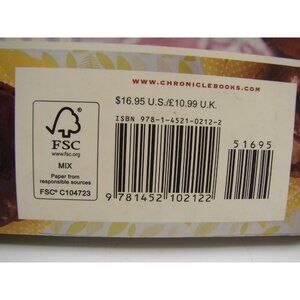 WWW.CHRONICLEBOOKS.COM
$16.95 U.S./£10.99 U.K.
ISBN 978-1-4521-0212-2
51695
9 781452 102122
FSC
www.fsc.org
MIX
Paper from
responsible sources
FSC® C104723